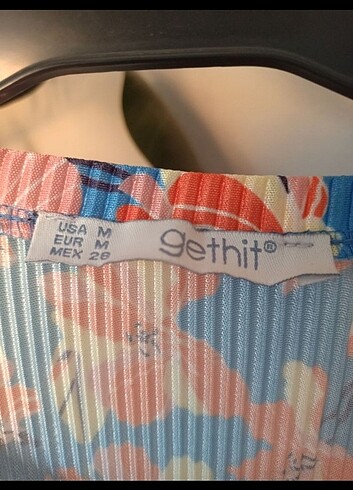 USA M
EUR M
MEX 28
gethit®